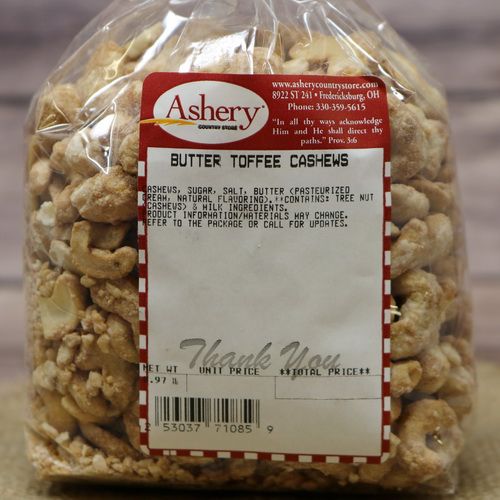 Ashery
COUNTRY STORE
www.asherycountrystore.com
8922 ST 241 • Fredericksburg, OH
Phone: 330-359-5615
"In all thy ways acknowledge
Him and He shall direct thy
paths." Prov. 3:6
BUTTER TOFFEE CASHEWS
CASHEWS, SUGAR, SALT, BUTTER (PASTEURIZED
CREAM, NATURAL FLAVORING).**CONTAINS: TREE NUT
(CASHEWS) & MILK INGREDIENTS.
PRODUCT INFORMATION/MATERIALS MAY CHANGE.
REFER TO THE PACKAGE OR CALL FOR UPDATES.
Thank You
NET WT UNIT PRICE **TOTAL PRICE**
.97 lb
2 53037 71085 9